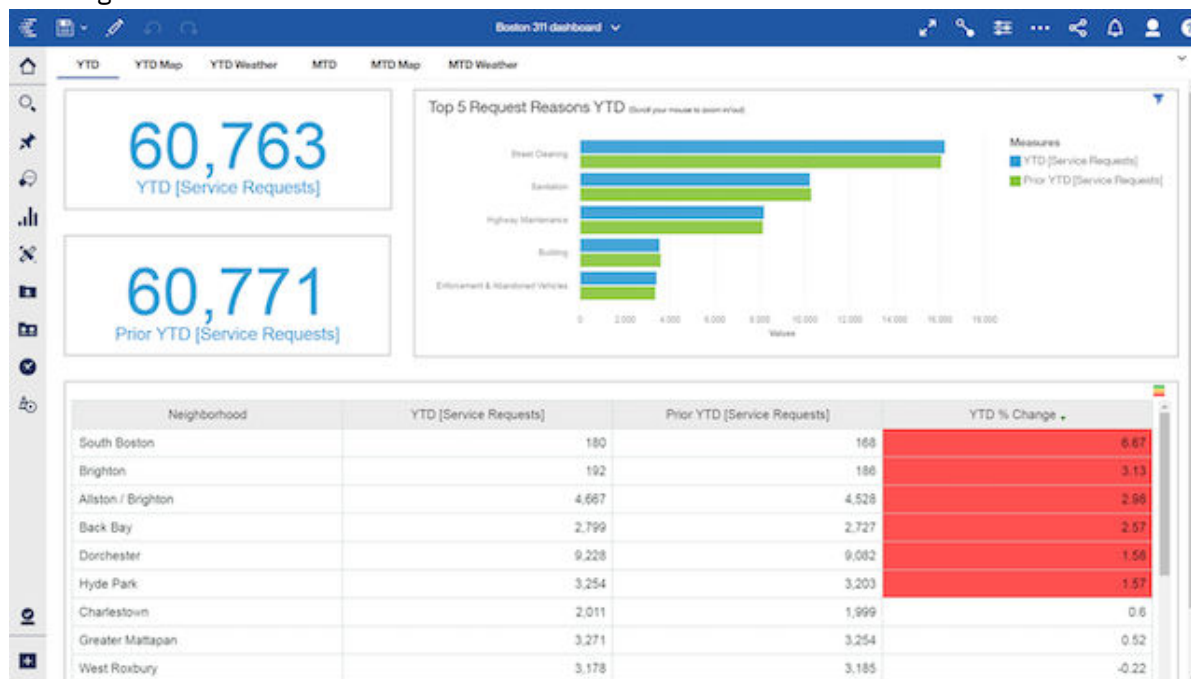 Boston 311 dashboard
YTD YTD Map YTD Weather MTD MTD Map MTD Weather
60,763
YTD [Service Requests]
60,771
Prior YTD [Service Requests]
Top 5 Request Reasons YTD (Scroll your mouse to zoom in/out)
Street Cleaning
Sanitation
Highway Maintenance
Building
Enforcement & Abandoned Vehicles
0 2,000 4,000 6,000 8,000 10,000 12,000 14,000 16,000 18,000
Values
Measures
YTD [Service Requests]
Prior YTD [Service Requests]
Neighborhood YTD [Service Requests] Prior YTD [Service Requests] YTD % Change
South Boston 180 168 6.67
Brighton 192 186 3.13
Allston / Brighton 4,667 4,528 2.98
Back Bay 2,799 2,727 2.57
Dorchester 9,228 9,082 1.58
Hyde Park 3,254 3,203 1.57
Charlestown 2,011 1,999 0.6
Greater Mattapan 3,271 3,254 0.52
West Roxbury 3,178 3,185 -0.22